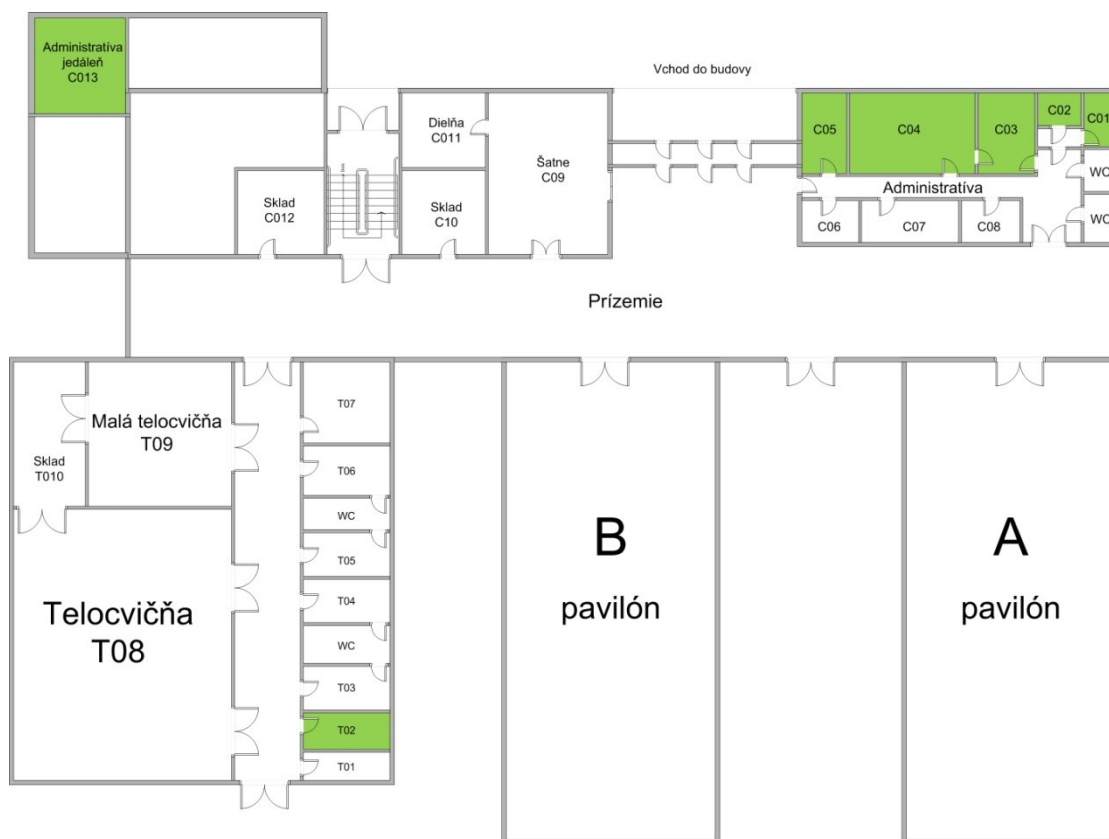 Administratíva
jedáleň
C013
Vchod do budovy
Dielňa
C011
Šatne
C09
Sklad
C012
Sklad
C10
C05
C04
C03
C02
C01
WC
WC
Administratíva
C06
C07
C08
Prízemie
Malá telocvičňa
T09
Sklad
T010
Telocvičňa
T08
T07
T06
WC
T05
T04
WC
T03
T02
T01
B
pavilón
A
pavilón